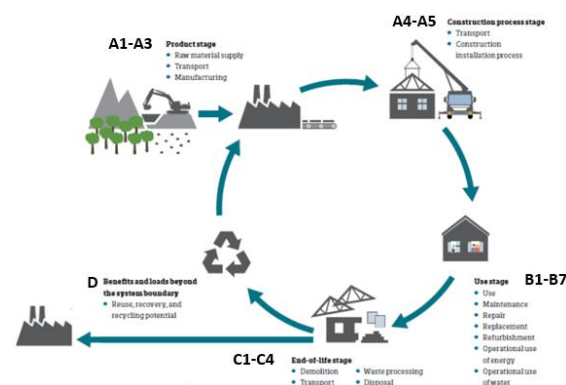 A1-A3
Product stage
• Raw material supply
• Transport
• Manufacturing
A4-A5
Construction process stage
• Transport
• Construction
installation process
B1-B7
Use stage
• Use
• Maintenance
• Repair
• Replacement
• Refurbishment
• Operational use
of energy
• Operational use
of water
C1-C4
End-of-life stage
• Demolition
• Transport
• Waste processing
• Disposal
D
Benefits and loads beyond
the system boundary
• Reuse, recovery, and
recycling potential